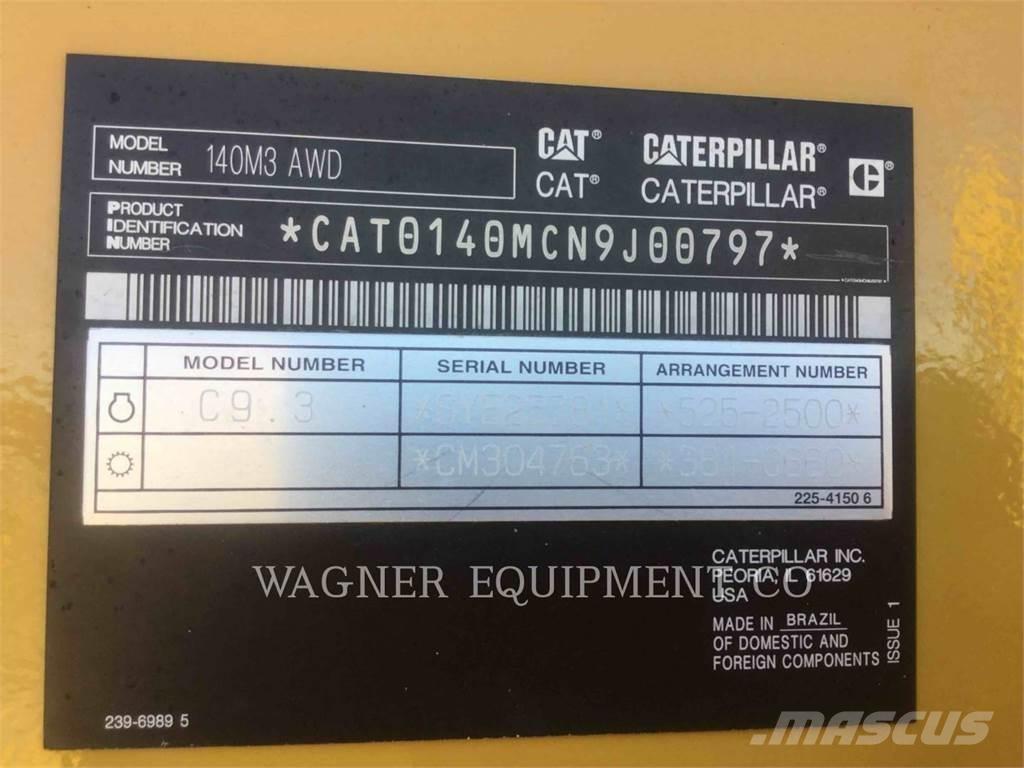 MODEL NUMBER 140M3 AWD
CAT® CATERPILLAR®
CAT® CATERPILLAR®
PRODUCT IDENTIFICATION NUMBER *CAT0140MCN9J00797*
MODEL NUMBER SERIAL NUMBER ARRANGEMENT NUMBER
C9.3 *525-2500*
*CM304763*
225-4150 6
CATERPILLAR INC.
PEORIA, IL 61629
USA
WAGNER EQUIPMENT CO
MADE IN BRAZIL
OF DOMESTIC AND
FOREIGN COMPONENTS
ISSUE 1
239-6989 5
MASCUS